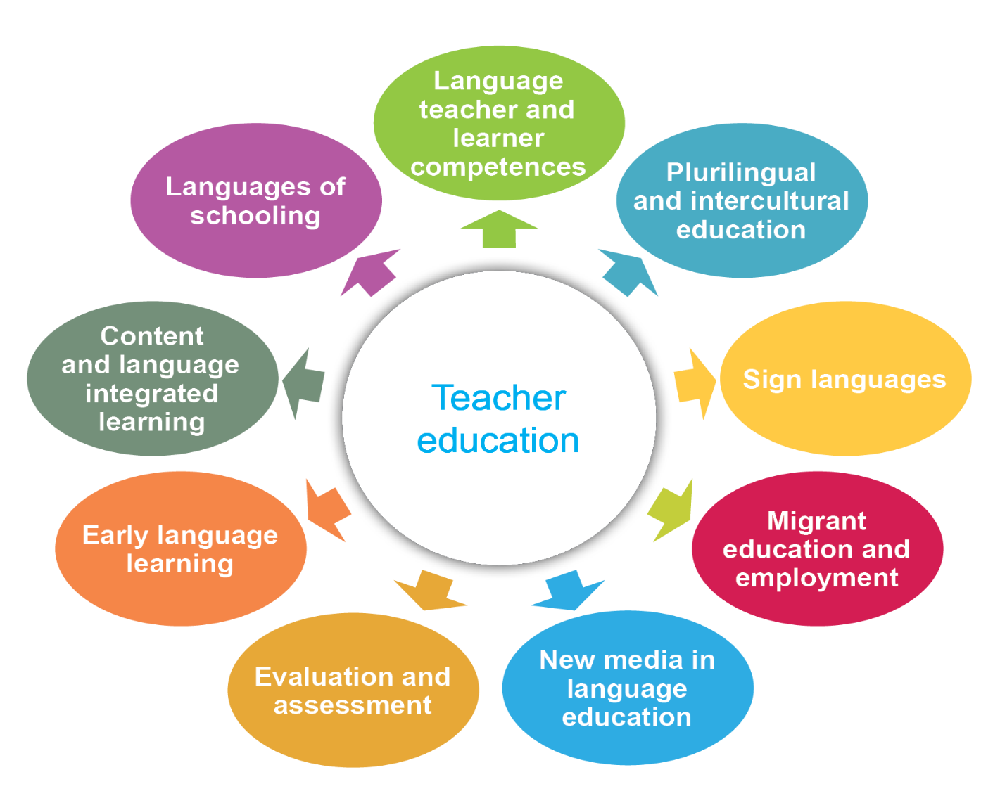 Language
teacher and
learner
competences
Plurilingual
and intercultural
education
Sign languages
Migrant
education and
employment
New media in
language
education
Evaluation and
assessment
Early language
learning
Content
and language
integrated
learning
Languages of
schooling
Teacher
education